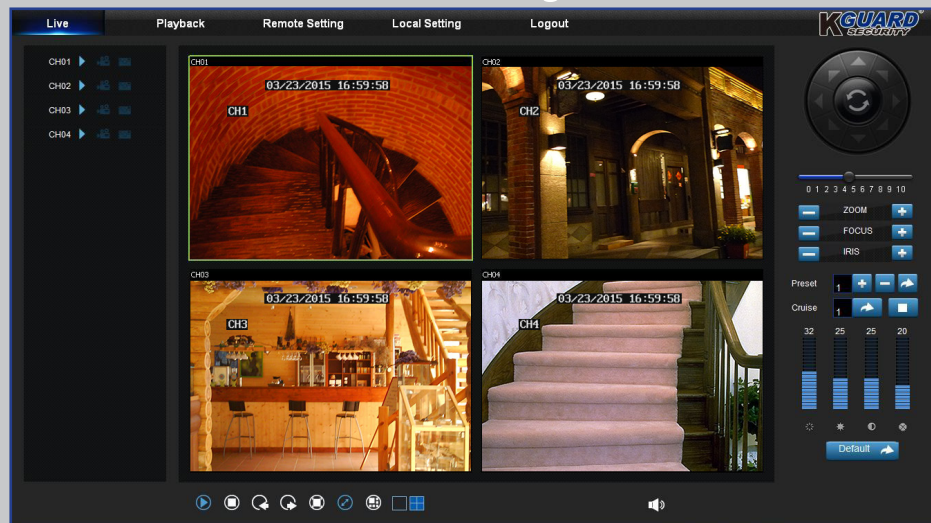 Live Playback Remote Setting Local Setting Logout
KGUARD
SECURITY
CH01
CH02
CH03
CH04
CH01
03/23/2015 16:59:58
CH1
CH02
03/23/2015 16:59:58
CH2
CH03
03/23/2015 16:59:58
CH3
CH04
03/23/2015 16:59:58
CH4
0 1 2 3 4 5 6 7 8 9 10
ZOOM
FOCUS
IRIS
Preset 1
Cruise 1
32 25 25 20
Default